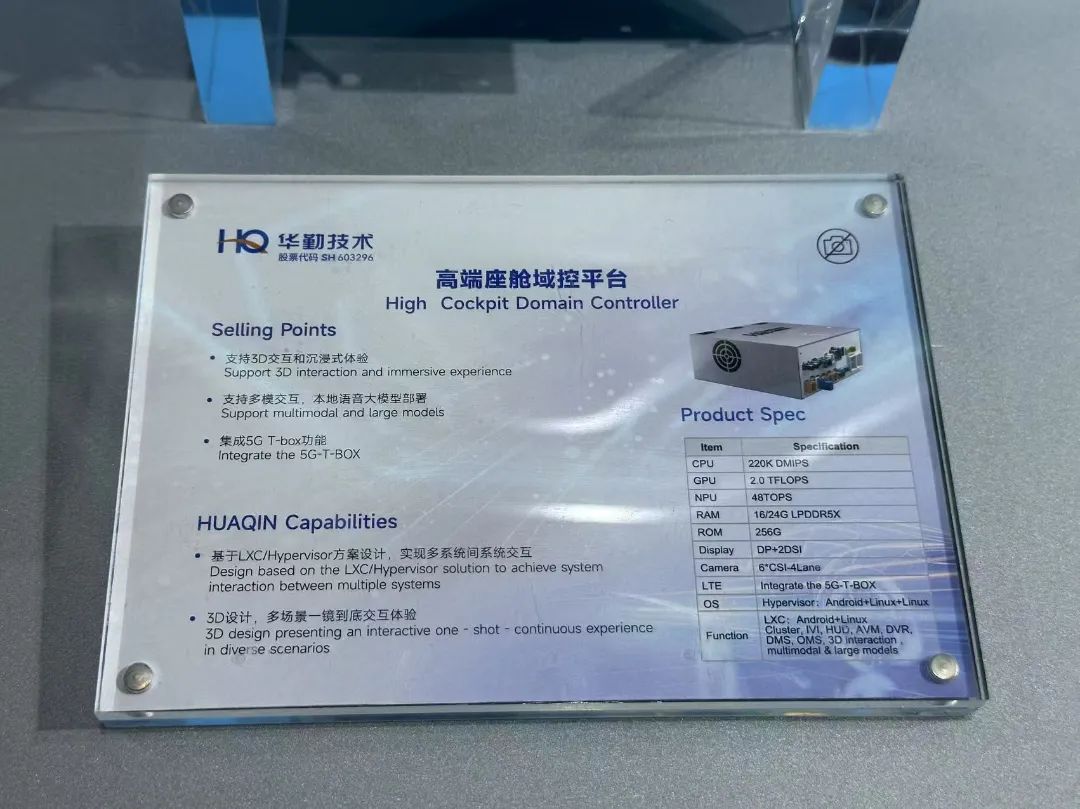 HQ 华勤技术
股票代码 SH 603296
高端座舱域控平台
High Cockpit Domain Controller
Selling Points
• 支持3D交互和沉浸式体验
Support 3D interaction and immersive experience
• 支持多模交互，本地语音大模型部署
Support multimodal and large models
• 集成5G T-box功能
Integrate the 5G-T-BOX
HUAQIN Capabilities
• 基于LXC/Hypervisor方案设计，实现多系统间系统交互
Design based on the LXC/Hypervisor solution to achieve system
interaction between multiple systems
• 3D设计，多场景一镜到底交互体验
3D design presenting an interactive one - shot - continuous experience
in diverse scenarios
Product Spec
Item Specification
CPU 220K DMIPS
GPU 2.0 TFLOPS
NPU 48TOPS
RAM 16/24G LPDDR5X
ROM 256G
Display DP+2DSI
Camera 6*CSI-4Lane
LTE Integrate the 5G-T-BOX
OS Hypervisor: Android+Linux+Linux
LXC: Android+Linux
Function Cluster, IVI, HUD, AVM, DVR,
DMS, OMS, 3D interaction ,
multimodal & large models